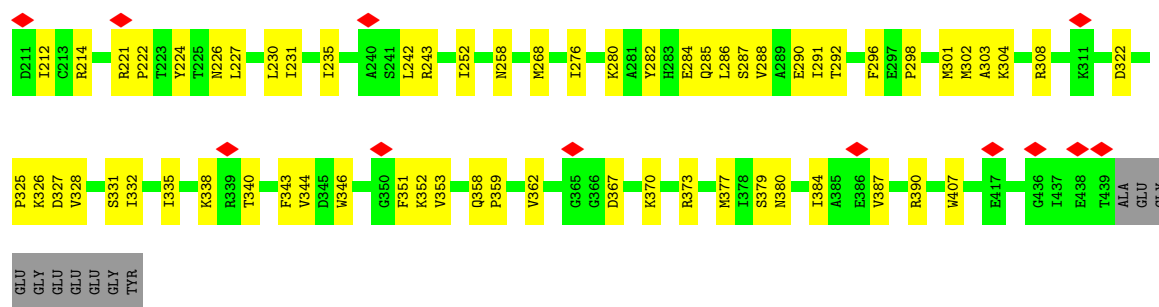 D211 I212 C213 R214 R221 P222 T223 Y224 T225 N226 L227 L230 I231 I235 A240 S241 L242 R243 I252 N258 M268 I276 K280 A281 Y282 H283 E284 Q285 L286 S287 V288 A289 E290 I291 T292 F296 E297 P298 M301 M302 A303 K304 R308 K311 D322
P325 K326 D327 V328 S331 I332 I335 K338 R339 T340 F343 V344 D345 W346 G350 F351 K352 V353 Q358 P359 V362 G365 G366 D367 K370 R373 M377 I378 S379 N380 I384 A385 E386 V387 R390 W407 E417 G436 I437 E438 T439 ALA GLU GLY
GLU GLY GLU GLU GLU GLY TYR